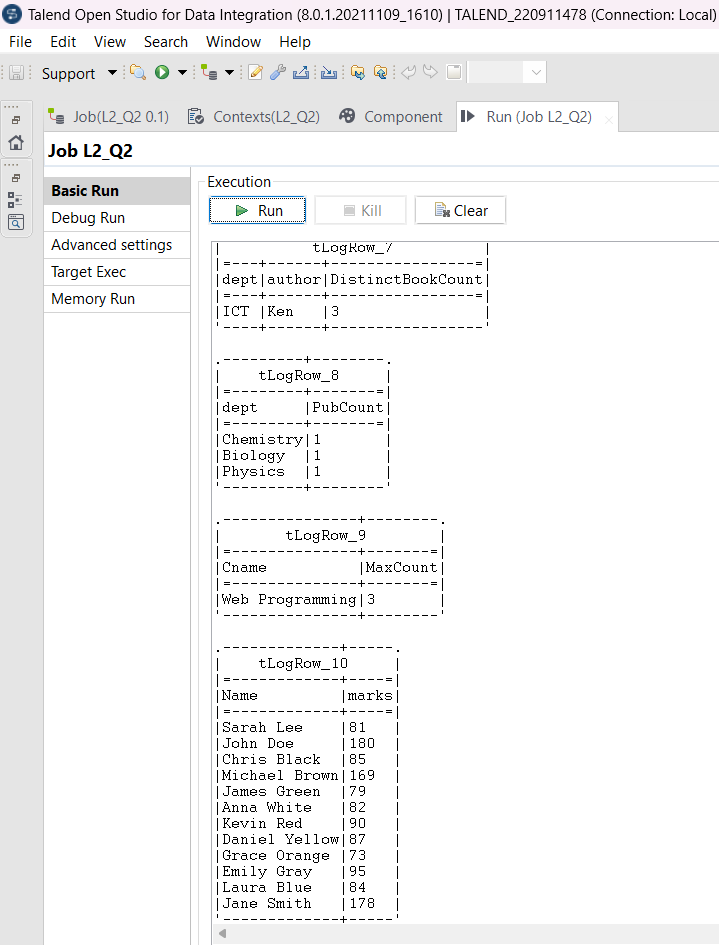 Talend Open Studio for Data Integration (8.0.1.20211109_1610) | TALEND_220911478 (Connection: Local)
File Edit View Search Window Help
Support
Job(L2_Q2 0.1) Contexts(L2_Q2) Component Run (Job L2_Q2)
Job L2_Q2
Basic Run
Debug Run
Advanced settings
Target Exec
Memory Run
Execution
Run Kill Clear
| tLogRow_7 |
|=----+------+-----------------=|
|dept|author|DistinctBookCount|
|=----+------+-----------------=|
|ICT |Ken |3 |
'----+------+-----------------'
.---------+--------.
| tLogRow_8 |
|=--------+-------=|
|dept |PubCount|
|=--------+-------=|
|Chemistry|1 |
|Biology |1 |
|Physics |1 |
'---------+--------'
.---------------+--------.
| tLogRow_9 |
|=--------------+-------=|
|Cname |MaxCount|
|=--------------+-------=|
|Web Programming|3 |
'---------------+--------'
.-------------+-----.
| tLogRow_10 |
|=------------+----=|
|Name |marks|
|=------------+----=|
|Sarah Lee |81 |
|John Doe |180 |
|Chris Black |85 |
|Michael Brown|169 |
|James Green |79 |
|Anna White |82 |
|Kevin Red |90 |
|Daniel Yellow|87 |
|Grace Orange |73 |
|Emily Gray |95 |
|Laura Blue |84 |
|Jane Smith |178 |
'-------------+-----'